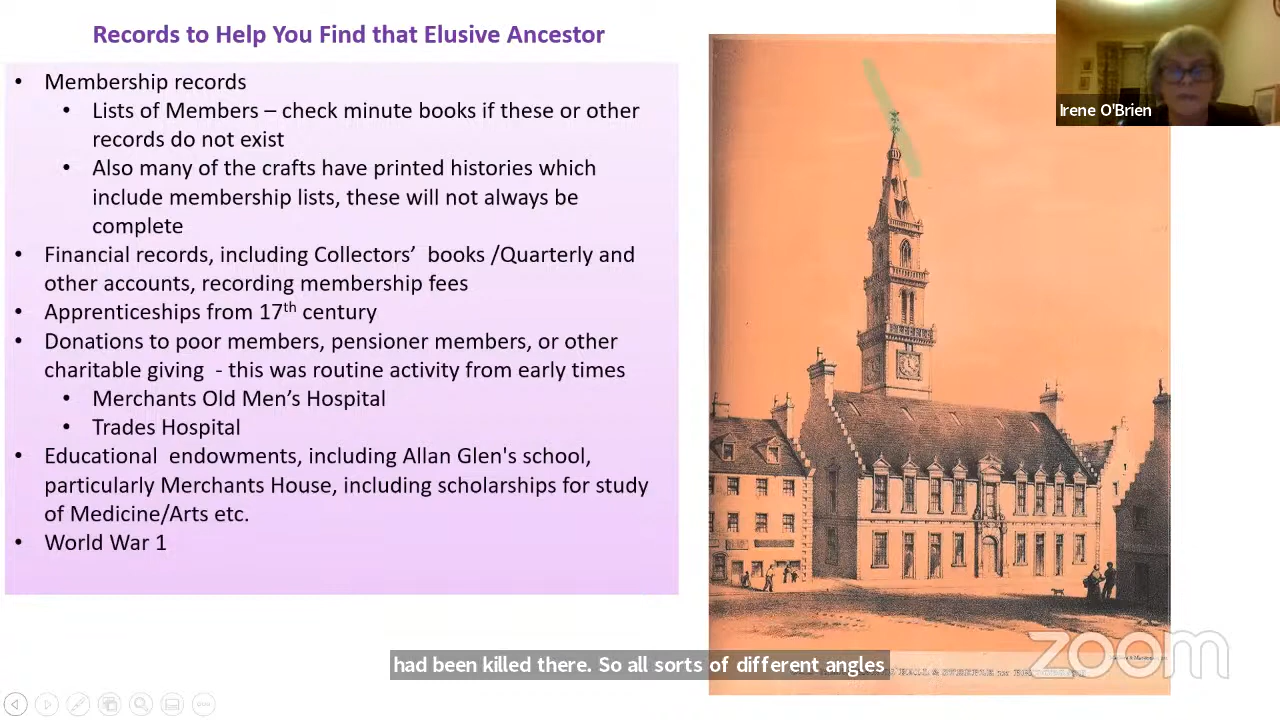 Records to Help You Find that Elusive Ancestor
• Membership records
• Lists of Members – check minute books if these or other
records do not exist
• Also many of the crafts have printed histories which
include membership lists, these will not always be
complete
• Financial records, including Collectors’ books /Quarterly and
other accounts, recording membership fees
• Apprenticeships from 17th century
• Donations to poor members, pensioner members, or other
charitable giving - this was routine activity from early times
• Merchants Old Men’s Hospital
• Trades Hospital
• Educational endowments, including Allan Glen's school,
particularly Merchants House, including scholarships for study
of Medicine/Arts etc.
• World War 1
Irene O'Brien
zoom
had been killed there. So all sorts of different angles
HALL & STEEPLE